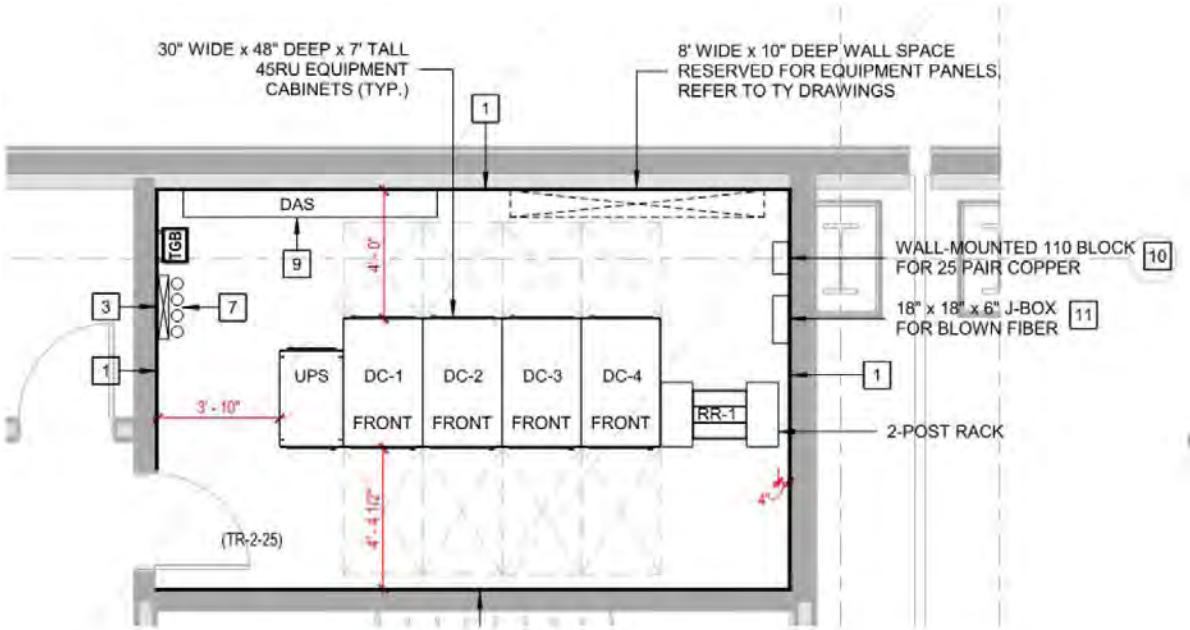 30" WIDE x 48" DEEP x 7' TALL
45RU EQUIPMENT
CABINETS (TYP.)
8' WIDE x 10" DEEP WALL SPACE
RESERVED FOR EQUIPMENT PANELS,
REFER TO TY DRAWINGS
1
DAS
TGB
9
4' - 0"
WALL-MOUNTED 110 BLOCK
FOR 25 PAIR COPPER
10
3
7
18" x 18" x 6" J-BOX
FOR BLOWN FIBER
11
1
UPS
DC-1
DC-2
DC-3
DC-4
1
3' - 10"
FRONT
FRONT
FRONT
FRONT
RR-1
2-POST RACK
4"
4' - 4 1/2"
(TR-2-25)